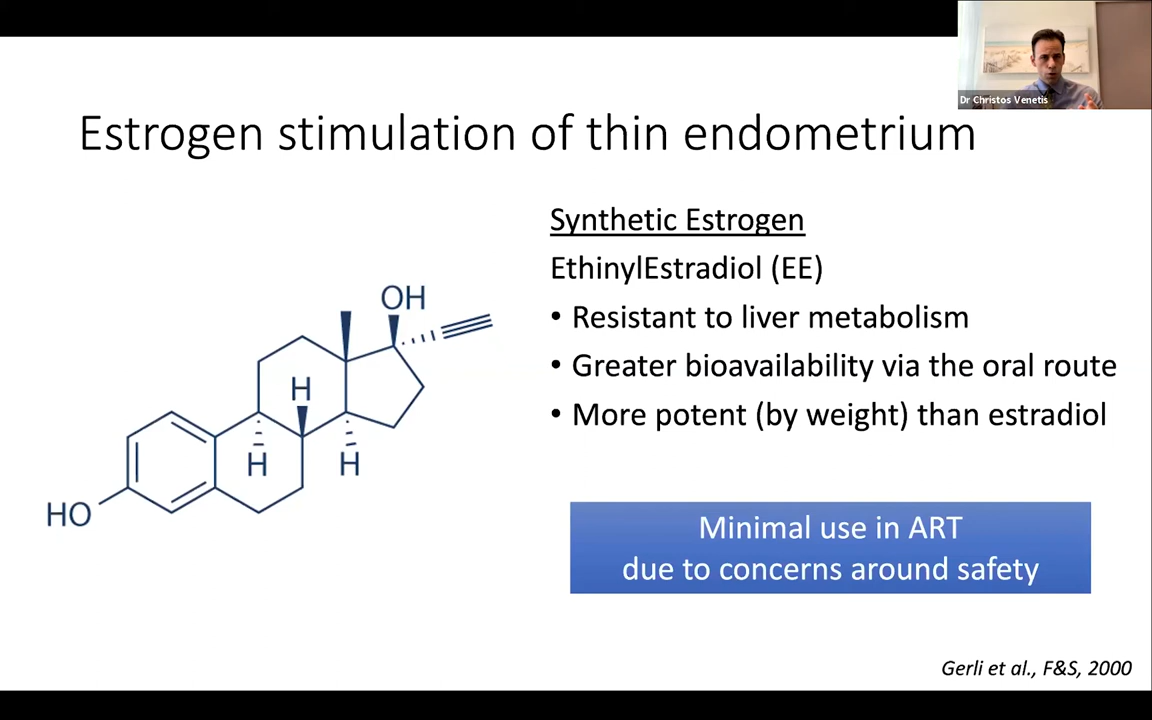 Dr Christos Venetis
Estrogen stimulation of thin endometrium
Synthetic Estrogen
EthinylEstradiol (EE)
• Resistant to liver metabolism
• Greater bioavailability via the oral route
• More potent (by weight) than estradiol
OH
H
H
H
HO
Minimal use in ART
due to concerns around safety
Gerli et al., F&S, 2000